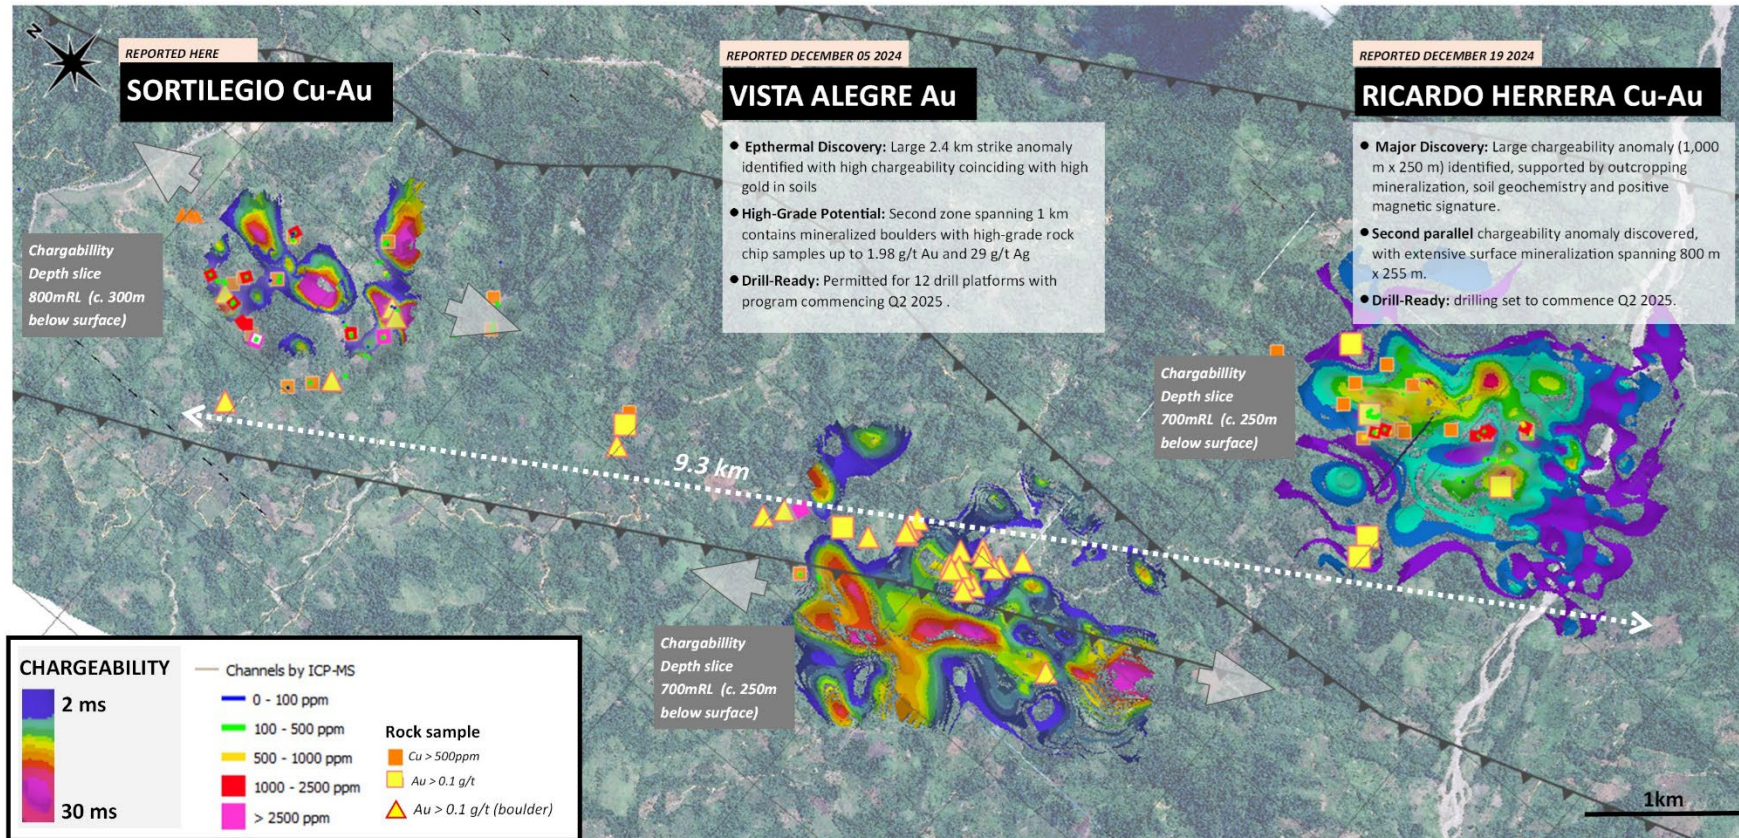 N
REPORTED HERE
SORTILEGIO Cu-Au
REPORTED DECEMBER 05 2024
VISTA ALEGRE Au
● Epthermal Discovery: Large 2.4 km strike anomaly
identified with high chargeability coinciding with high
gold in soils
● High-Grade Potential: Second zone spanning 1 km
contains mineralized boulders with high-grade rock
chip samples up to 1.98 g/t Au and 29 g/t Ag
● Drill-Ready: Permitted for 12 drill platforms with
program commencing Q2 2025 .
REPORTED DECEMBER 19 2024
RICARDO HERRERA Cu-Au
● Major Discovery: Large chargeability anomaly (1,000
m x 250 m) identified, supported by outcropping
mineralization, soil geochemistry and positive
magnetic signature.
● Second parallel chargeability anomaly discovered,
with extensive surface mineralization spanning 800 m
x 255 m.
● Drill-Ready: drilling set to commence Q2 2025.
Chargabillity
Depth slice
800mRL (c. 300m
below surface)
Chargability
Depth slice
700mRL (c. 250m
below surface)
9.3 km
Chargability
Depth slice
700mRL (c. 250m
below surface)
CHARGEABILITY
2 ms
30 ms
Channels by ICP-MS
0 - 100 ppm
100 - 500 ppm
500 - 1000 ppm
1000 - 2500 ppm
> 2500 ppm
Rock sample
Cu > 500ppm
Au > 0.1 g/t
Au > 0.1 g/t (boulder)
1km